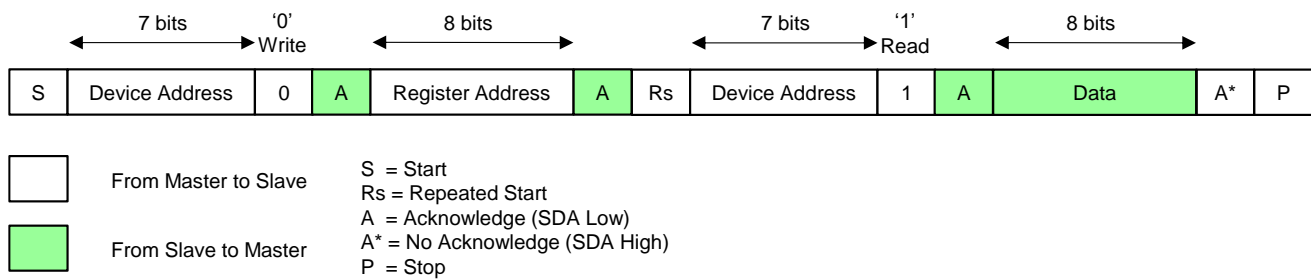 7 bits ‘0’ 8 bits 7 bits ‘1’ 8 bits
Write Read
S Device Address 0 A Register Address A Rs Device Address 1 A Data A* P
From Master to Slave
From Slave to Master
S = Start
Rs = Repeated Start
A = Acknowledge (SDA Low)
A* = No Acknowledge (SDA High)
P = Stop